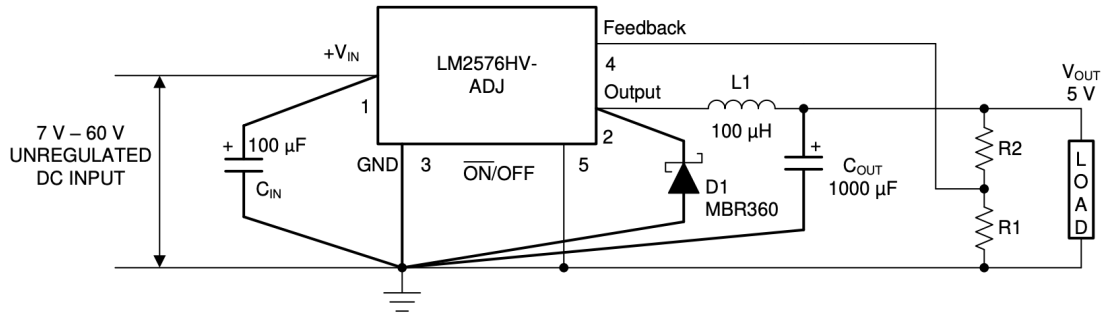 Feedback
+VIN
LM2576HV-
ADJ
4
Output
L1
VOUT
5 V
1
7 V – 60 V
UNREGULATED
DC INPUT
+
100 μF
CIN
GND
3
ON/OFF
5
2
100 μH
D1
MBR360
+
COUT
1000 μF
R2
R1
LOAD